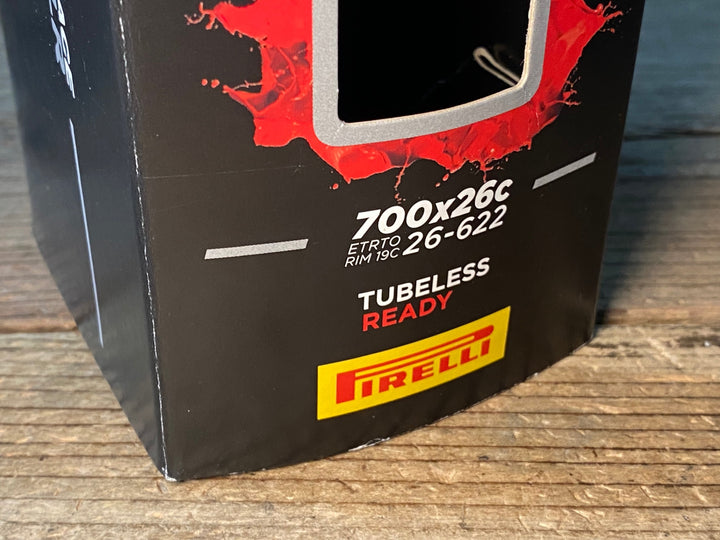 700x26c
ETRTO 26-622
RIM 19C
TUBELESS
READY
PIRELLI